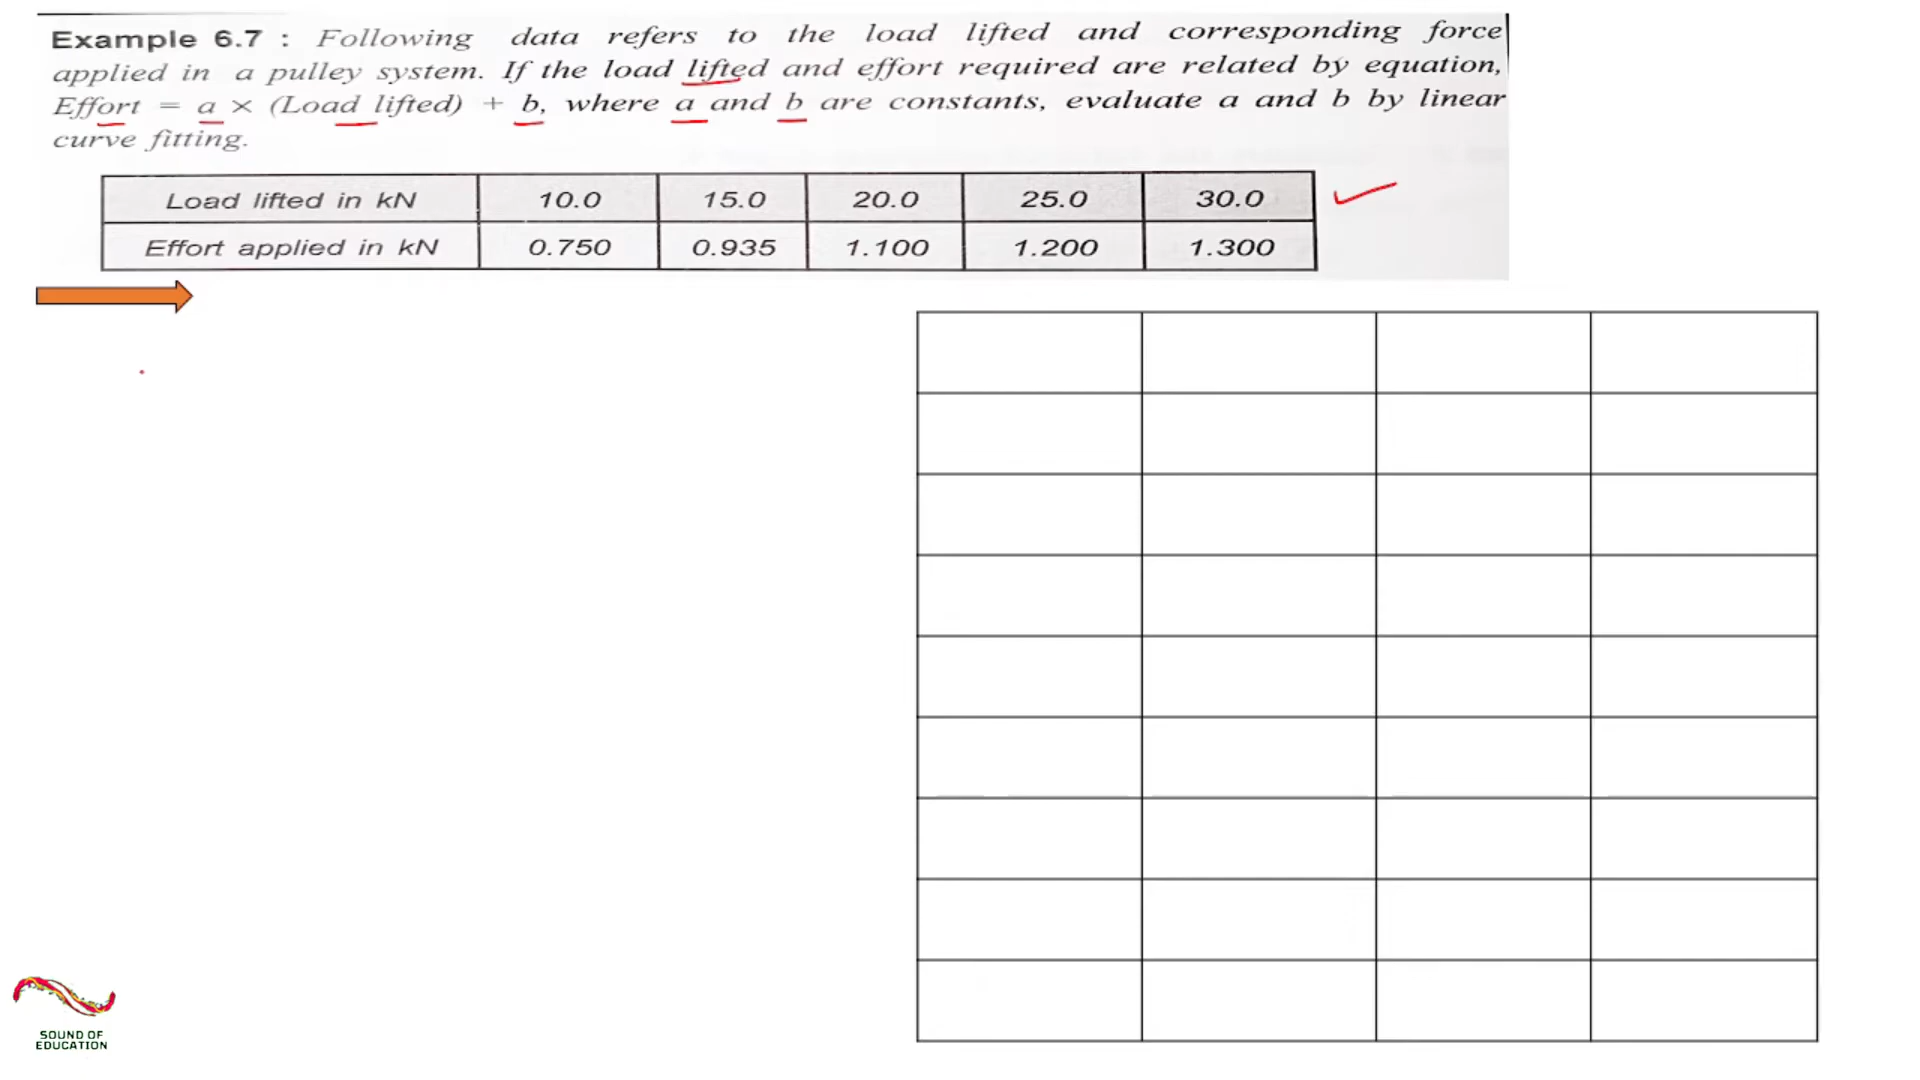 Example 6.7 : Following data refers to the load lifted and corresponding force
applied in a pulley system. If the load lifted and effort required are related by equation,
Effort = a × (Load lifted) + b, where a and b are constants, evaluate a and b by linear
curve fitting.
Load lifted in kN 10.0 15.0 20.0 25.0 30.0
Effort applied in kN 0.750 0.935 1.100 1.200 1.300
SOUND OF
EDUCATION